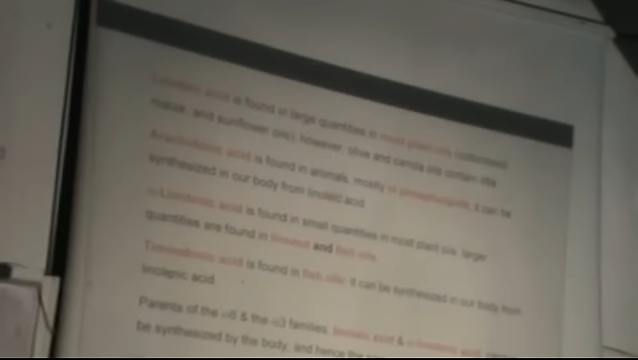 Linoleic acid is found in large quantities in most plant oils
maize, and sunflower oils), however, olive and canola oils contain little
Arachidonic acid is found in animals, mostly in phospholipids, it can be
synthesized in our body from linoleic acid
Linolenic acid is found in small quantities in most plant oils, larger
quantities are found in linseed and fish oils.
acid is found in fish oils; it can be synthesized in our body from
linolenic acid.
Parents of the ω6 & the ω3 families, linoleic acid & linolenic acid,
be synthesized by the body, and hence the